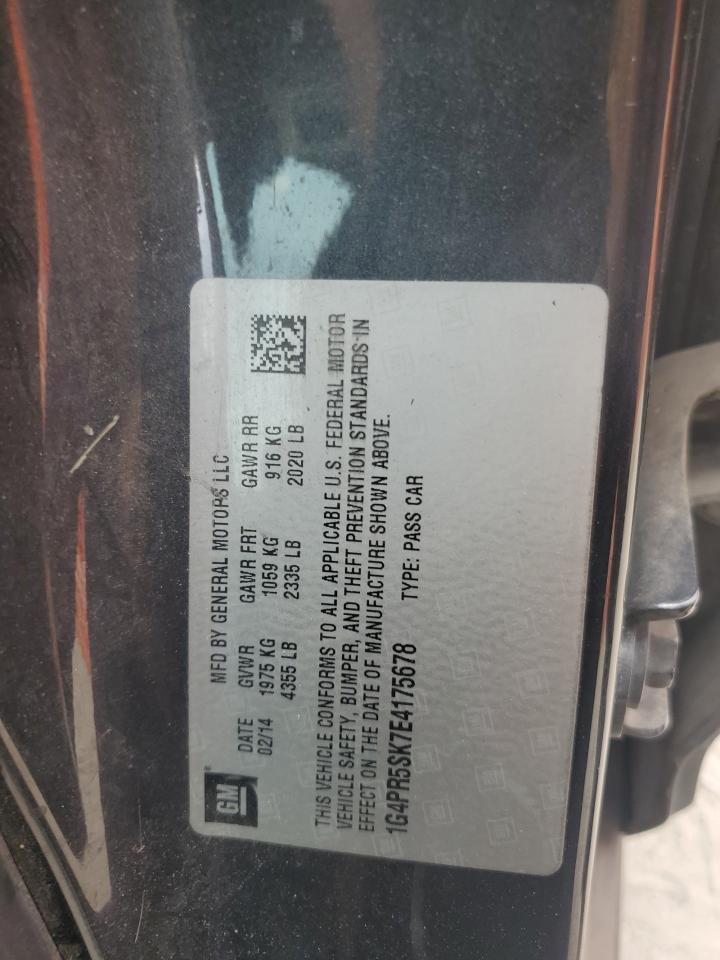 GM
MFD BY GENERAL MOTORS LLC
DATE GVWR GAWR FRT GAWR RR
02/14 1975 KG 1059 KG 916 KG
4355 LB 2335 LB 2020 LB
THIS VEHICLE CONFORMS TO ALL APPLICABLE U.S. FEDERAL MOTOR
VEHICLE SAFETY, BUMPER, AND THEFT PREVENTION STANDARDS IN
EFFECT ON THE DATE OF MANUFACTURE SHOWN ABOVE.
1G4PR5SK7E4175678 TYPE: PASS CAR